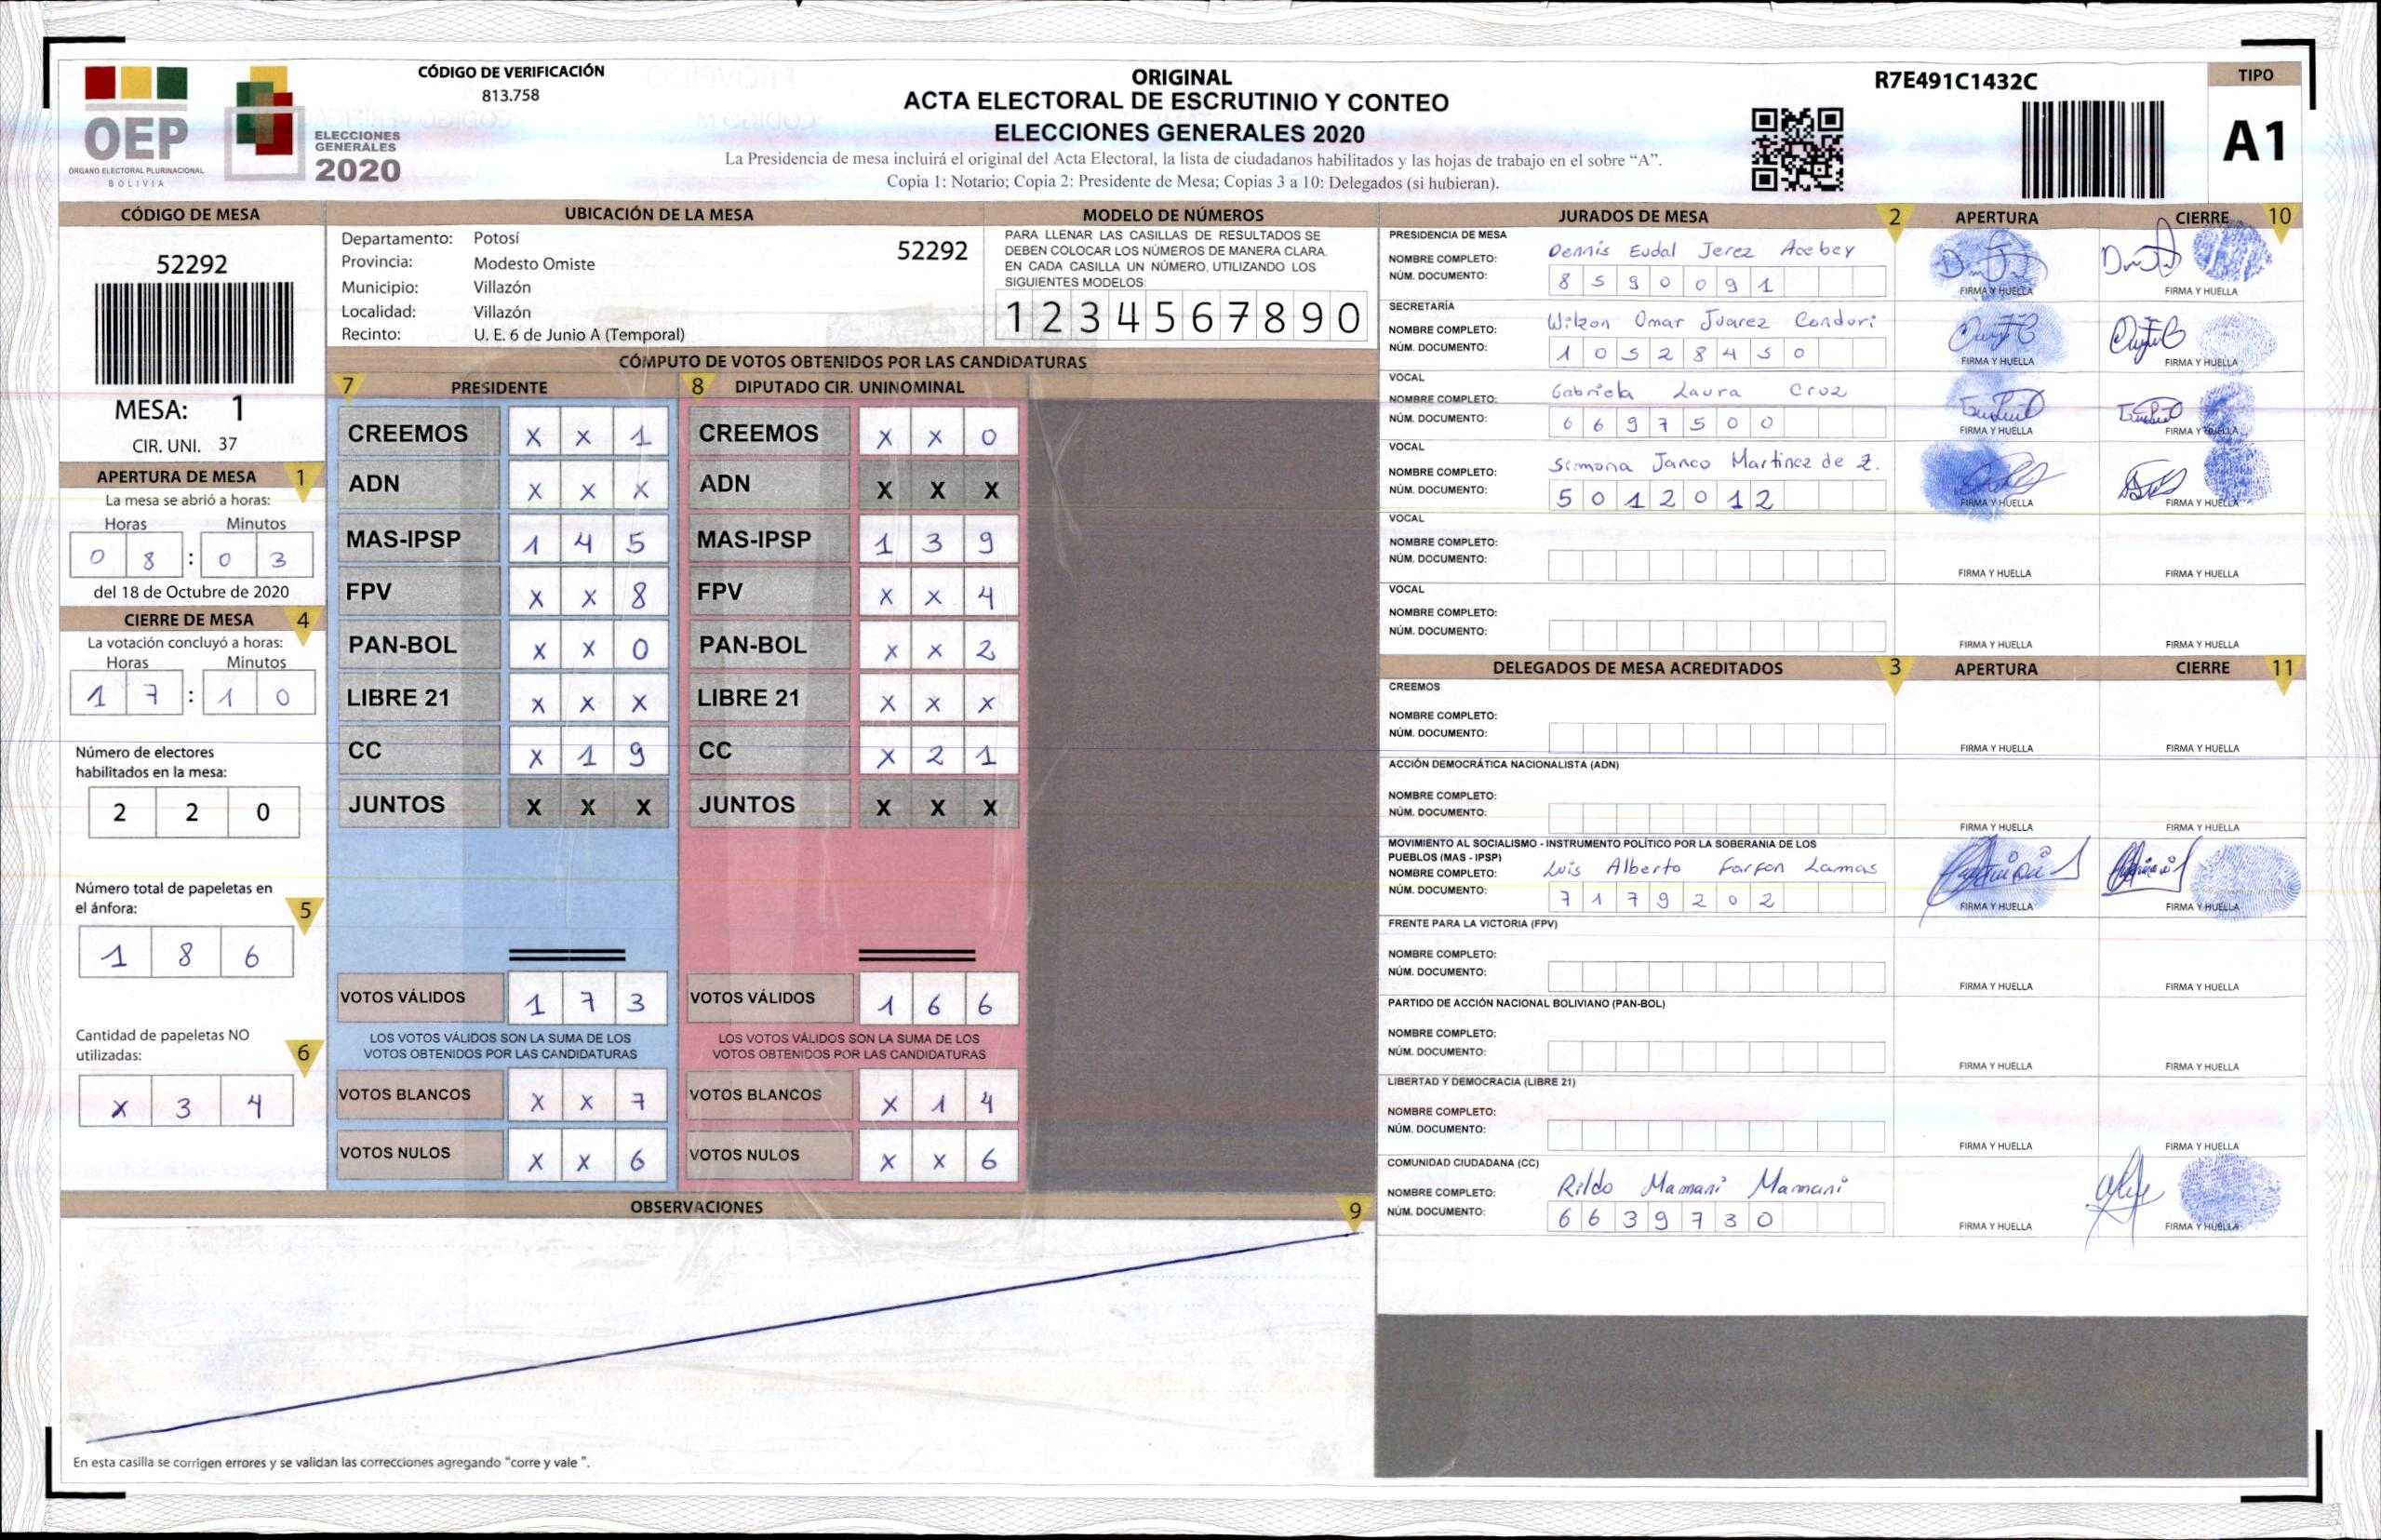 CÓDIGO DE VERIFICACIÓN
813.758
OEP
ÓRGANO ELECTORAL PLURINACIONAL
BOLIVIA
ELECCIONES
GENERALES
2020
ORIGINAL
ACTA ELECTORAL DE ESCRUTINIO Y CONTEO
ELECCIONES GENERALES 2020
La Presidencia de mesa incluirá el original del Acta Electoral, la lista de ciudadanos habilitados y las hojas de trabajo en el sobre “A”.
Copia 1: Notario; Copia 2: Presidente de Mesa; Copias 3 a 10: Delegados (si hubieran).
R7E491C1432C
TIPO
A1
CÓDIGO DE MESA
52292
MESA: 1
CIR. UNI. 37
APERTURA DE MESA 1
La mesa se abrió a horas:
Horas Minutos
0 8 : 0 3
del 18 de Octubre de 2020
CIERRE DE MESA 4
La votación concluyó a horas:
Horas Minutos
1 7 : 1 0
Número de electores
habilitados en la mesa:
2 2 0
Número total de papeletas en
el ánfora: 5
1 8 6
Cantidad de papeletas NO
utilizadas: 6
x 3 4
UBICACIÓN DE LA MESA
Departamento: Potosí 52292
Provincia: Modesto Omiste
Municipio: Villazón
Localidad: Villazón
Recinto: U. E. 6 de Junio A (Temporal)
MODELO DE NÚMEROS
PARA LLENAR LAS CASILLAS DE RESULTADOS SE
DEBEN COLOCAR LOS NÚMEROS DE MANERA CLARA.
EN CADA CASILLA UN NÚMERO, UTILIZANDO LOS
SIGUIENTES MODELOS:
1 2 3 4 5 6 7 8 9 0
CÓMPUTO DE VOTOS OBTENIDOS POR LAS CANDIDATURAS
7 PRESIDENTE 8 DIPUTADO CIR. UNINOMINAL
CREEMOS X X 1 CREEMOS X X 0
ADN X X X ADN X X X
MAS-IPSP 1 4 5 MAS-IPSP 1 3 9
FPV X X 8 FPV X X 4
PAN-BOL X X 0 PAN-BOL X X 2
LIBRE 21 X X X LIBRE 21 X X X
CC X 1 9 CC X 2 1
JUNTOS X X X JUNTOS X X X
VOTOS VÁLIDOS 1 7 3 VOTOS VÁLIDOS 1 6 6
LOS VOTOS VÁLIDOS SON LA SUMA DE LOS LOS VOTOS VÁLIDOS SON LA SUMA DE LOS
VOTOS OBTENIDOS POR LAS CANDIDATURAS VOTOS OBTENIDOS POR LAS CANDIDATURAS
VOTOS BLANCOS X X 7 VOTOS BLANCOS X 1 4
VOTOS NULOS X X 6 VOTOS NULOS X X 6
OBSERVACIONES 9
En esta casilla se corrigen errores y se validan las correcciones agregando "corre y vale ".
JURADOS DE MESA 2 APERTURA CIERRE 10
PRESIDENCIA DE MESA
NOMBRE COMPLETO: Dennis Eudal Jerez Acebey
NÚM. DOCUMENTO: 8 5 9 0 0 9 1
FIRMA Y HUELLA FIRMA Y HUELLA
SECRETARÍA
NOMBRE COMPLETO: Wilzon Omar Juarez Condori
NÚM. DOCUMENTO: 1 0 5 2 8 4 5 0
FIRMA Y HUELLA FIRMA Y HUELLA
VOCAL
NOMBRE COMPLETO: Gabriela Laura Cruz
NÚM. DOCUMENTO: 6 6 9 7 5 0 0
FIRMA Y HUELLA FIRMA Y HUELLA
VOCAL
NOMBRE COMPLETO: Simona Janco Martinez de Z.
NÚM. DOCUMENTO: 5 0 1 2 0 1 2
FIRMA Y HUELLA FIRMA Y HUELLA
VOCAL
NOMBRE COMPLETO:
NÚM. DOCUMENTO:
FIRMA Y HUELLA FIRMA Y HUELLA
VOCAL
NOMBRE COMPLETO:
NÚM. DOCUMENTO:
FIRMA Y HUELLA FIRMA Y HUELLA
DELEGADOS DE MESA ACREDITADOS 3 APERTURA CIERRE 11
CREEMOS
NOMBRE COMPLETO:
NÚM. DOCUMENTO:
FIRMA Y HUELLA FIRMA Y HUELLA
ACCIÓN DEMOCRÁTICA NACIONALISTA (ADN)
NOMBRE COMPLETO:
NÚM. DOCUMENTO:
FIRMA Y HUELLA FIRMA Y HUELLA
MOVIMIENTO AL SOCIALISMO - INSTRUMENTO POLÍTICO POR LA SOBERANIA DE LOS
PUEBLOS (MAS - IPSP)
NOMBRE COMPLETO: Luis Alberto Farfan Lamas
NÚM. DOCUMENTO: 7 1 7 9 2 0 2
FIRMA Y HUELLA FIRMA Y HUELLA
FRENTE PARA LA VICTORIA (FPV)
NOMBRE COMPLETO:
NÚM. DOCUMENTO:
FIRMA Y HUELLA FIRMA Y HUELLA
PARTIDO DE ACCIÓN NACIONAL BOLIVIANO (PAN-BOL)
NOMBRE COMPLETO:
NÚM. DOCUMENTO:
FIRMA Y HUELLA FIRMA Y HUELLA
LIBERTAD Y DEMOCRACIA (LIBRE 21)
NOMBRE COMPLETO:
NÚM. DOCUMENTO:
FIRMA Y HUELLA FIRMA Y HUELLA
COMUNIDAD CIUDADANA (CC)
NOMBRE COMPLETO: Rildo Mamani Mamani
NÚM. DOCUMENTO: 6 6 3 9 7 3 0
FIRMA Y HUELLA FIRMA Y HUELLA